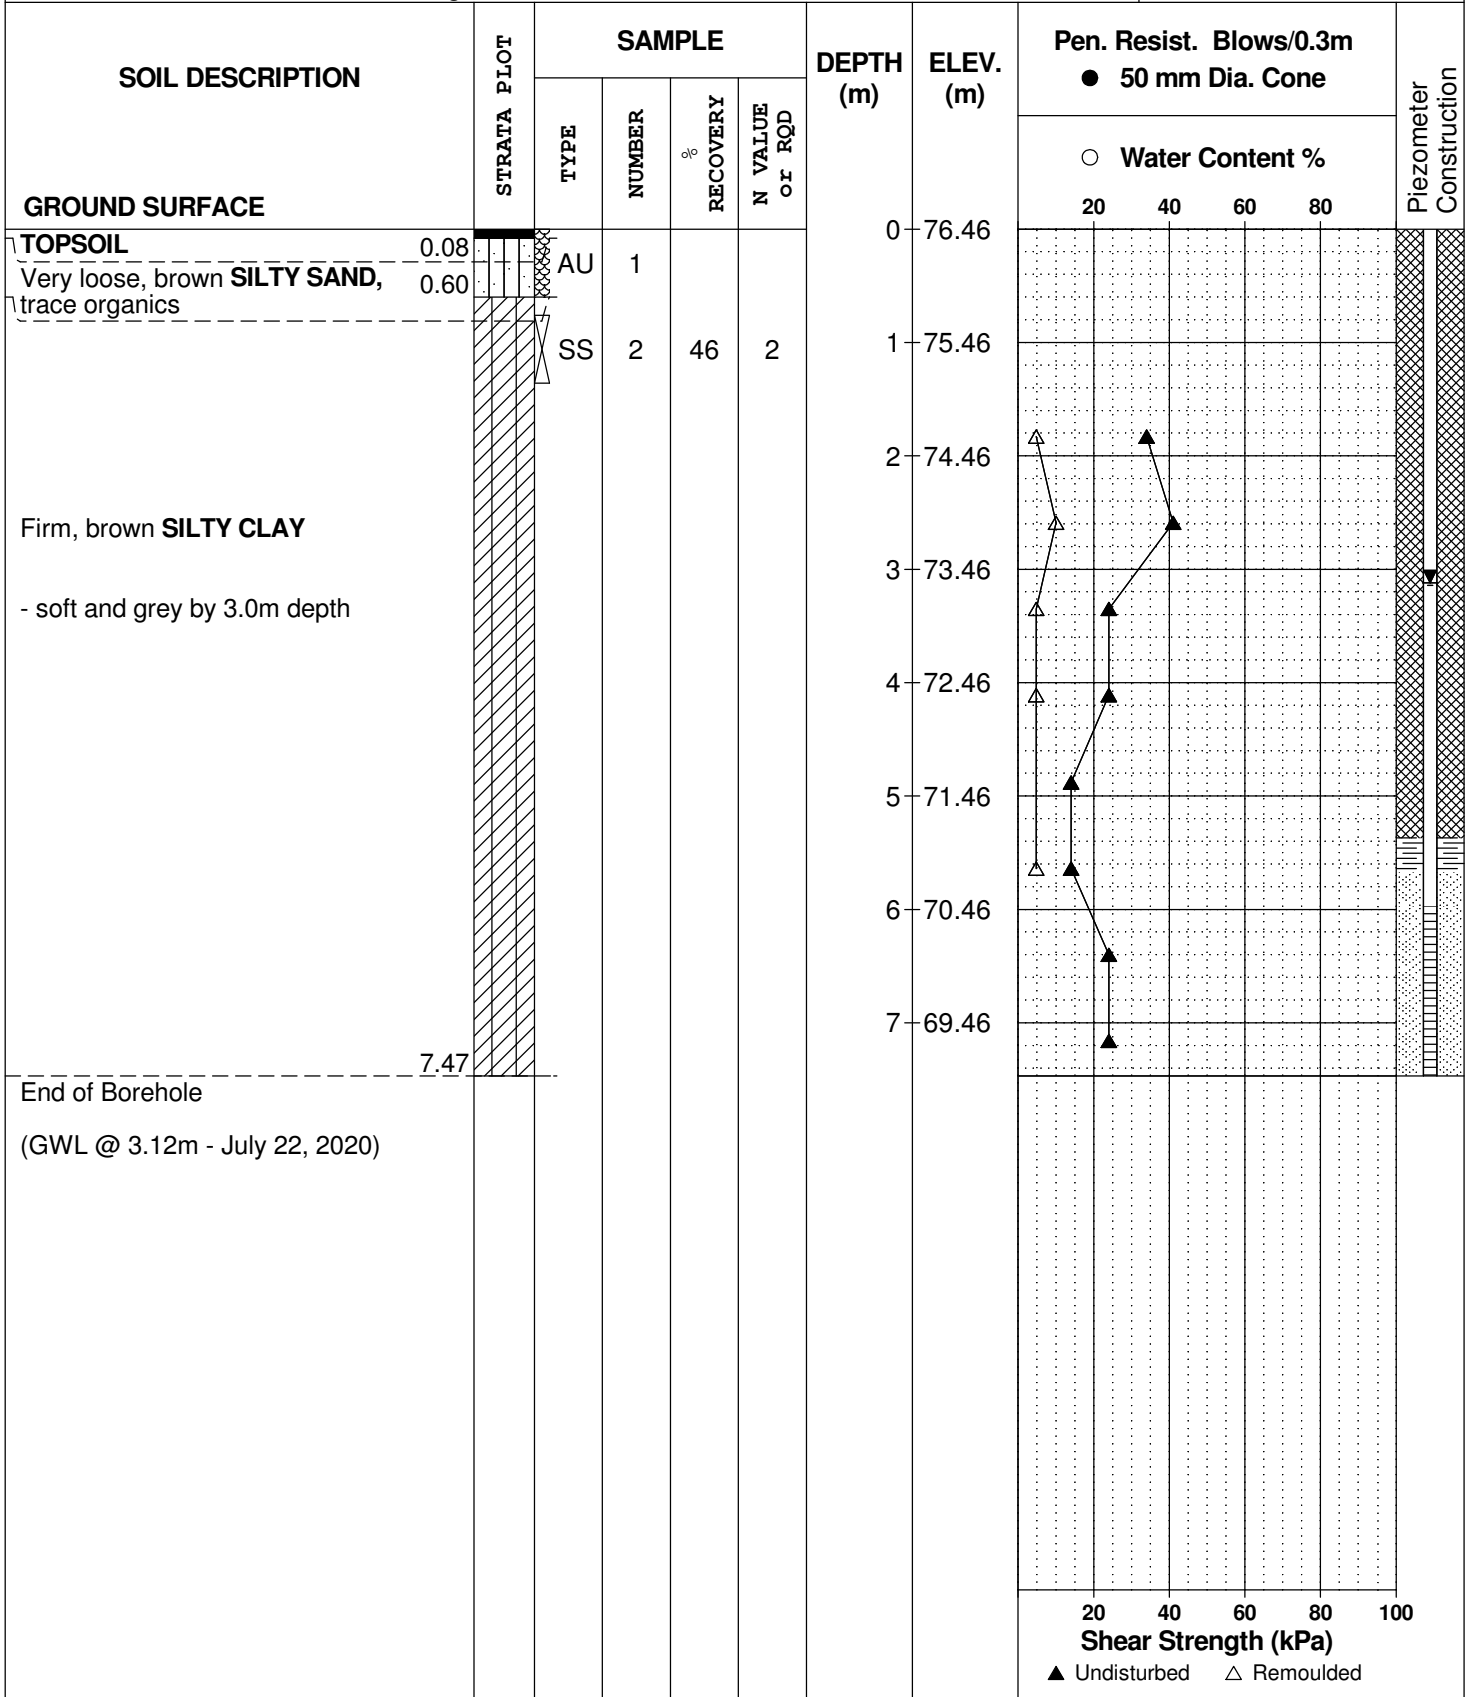 SOIL DESCRIPTION
GROUND SURFACE
STRATA PLOT
SAMPLE
TYPE
NUMBER
%
RECOVERY
N VALUE
or RQD
DEPTH
(m)
ELEV.
(m)
Pen. Resist. Blows/0.3m
● 50 mm Dia. Cone
○ Water Content %
20 40 60 80
Piezometer
Construction
0 76.46
TOPSOIL 0.08
Very loose, brown SILTY SAND, 0.60
trace organics
AU 1
SS 2 46 2
1 75.46
2 74.46
Firm, brown SILTY CLAY
3 73.46
- soft and grey by 3.0m depth
4 72.46
5 71.46
6 70.46
7 69.46
7.47
End of Borehole
(GWL @ 3.12m - July 22, 2020)
20 40 60 80 100
Shear Strength (kPa)
▲ Undisturbed △ Remoulded